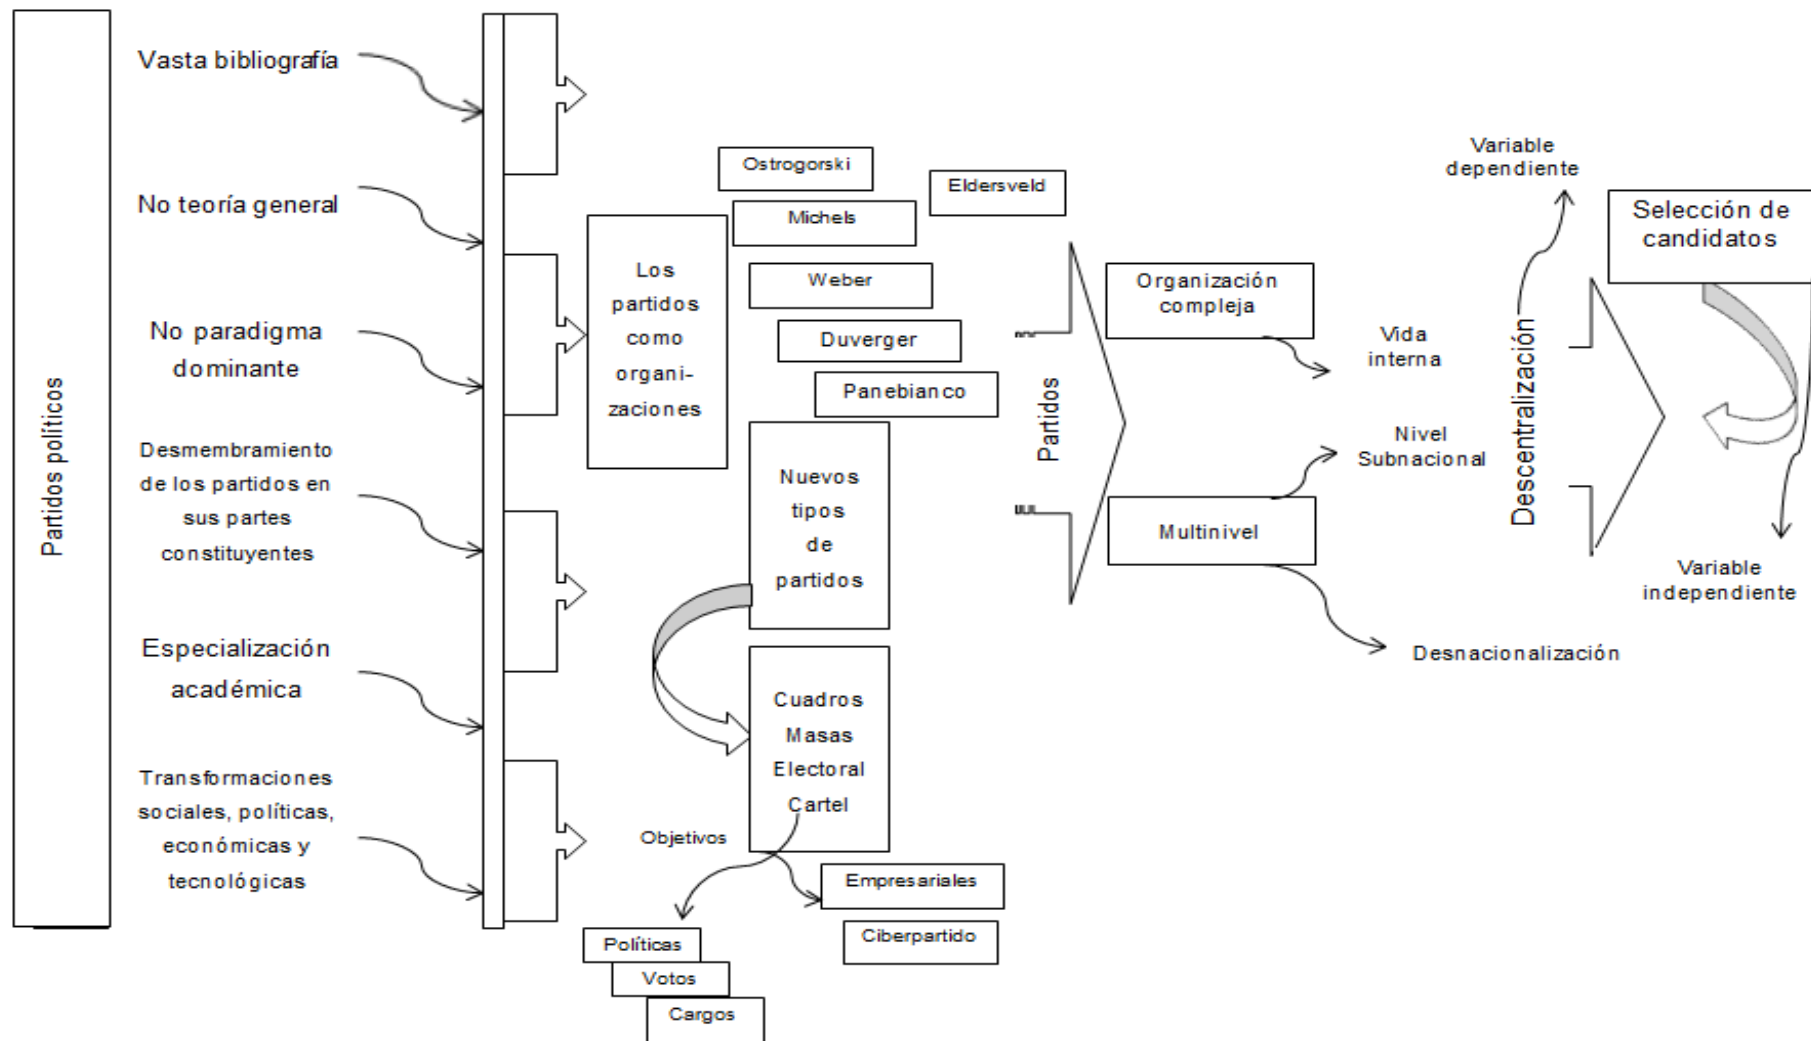 Partidos políticos
Vasta bibliografía
No teoría general
No paradigma
dominante
Desmembramiento
de los partidos en
sus partes
constituyentes
Especialización
académica
Transformaciones
sociales, políticas,
económicas y
tecnológicas
Los
partidos
como
organi-
zaciones
Ostrogorski
Eldersveld
Michels
Weber
Duverger
Panebianco
Nuevos
tipos
de
partidos
Cuadros
Masas
Electoral
Cartel
Objetivos
Políticas
Votos
Cargos
Empresariales
Ciberpartido
Partidos
Organización
compleja
Vida
interna
Nivel
Subnacional
Multinivel
Desnacionalización
Descentralización
Variable
dependiente
Selección de
candidatos
Variable
independiente